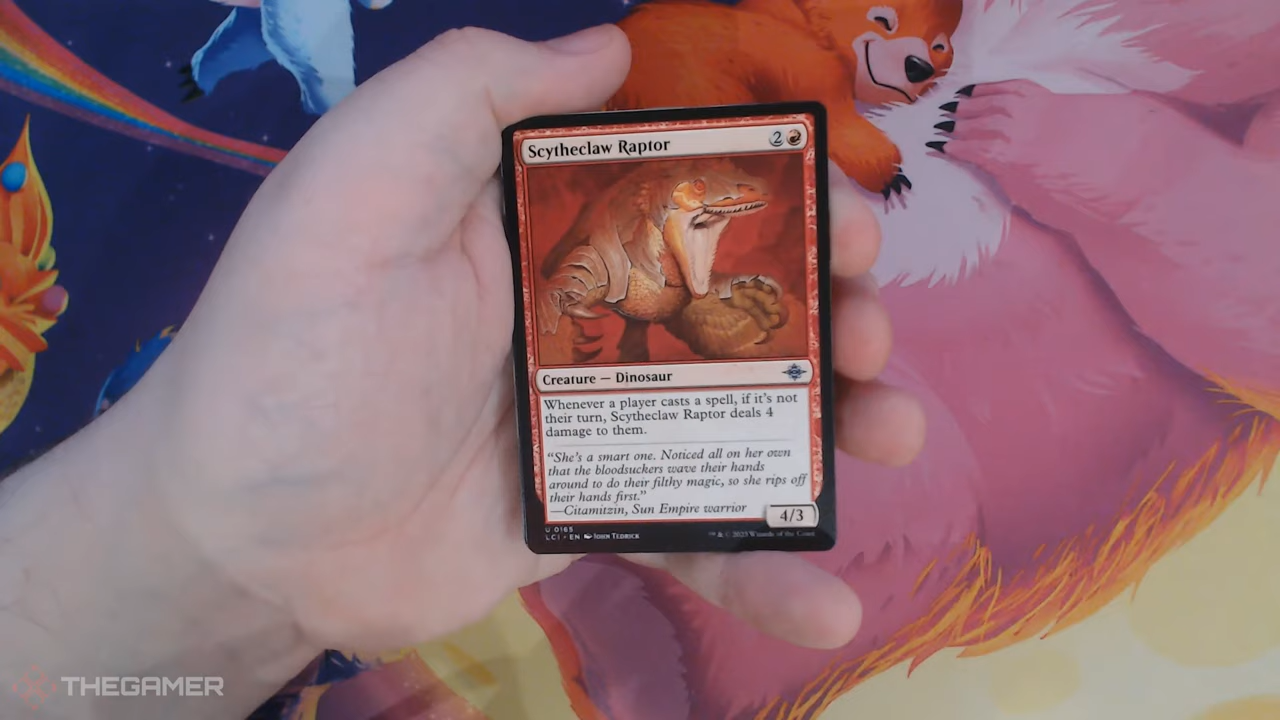 Scytheclaw Raptor 2
Creature — Dinosaur
Whenever a player casts a spell, if it's not
their turn, Scytheclaw Raptor deals 4
damage to them.
“She's a smart one. Noticed all on her own
that the bloodsuckers wave their hands
around to do their filthy magic, so she rips off
their hands first.”
—Citamitzin, Sun Empire warrior
4/3
U 0165
LCI • EN John Tedrick
™ & © 2023 Wizards of the Coast
THEGAMER